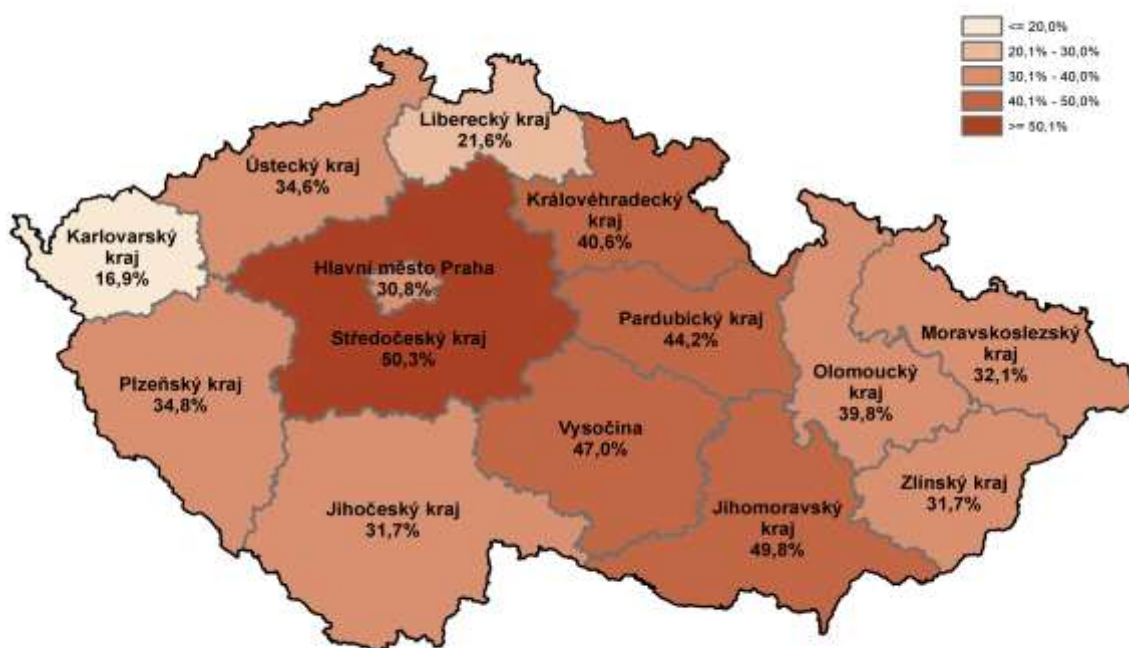 <= 20,0%
20,1% - 30,0%
30,1% - 40,0%
40,1% - 50,0%
>= 50,1%
Liberecký kraj
21,6%
Ústecký kraj
34,6%
Královéhradecký
kraj
40,6%
Karlovarský
kraj
16,9%
Hlavní město Praha
30,8%
Středočeský kraj
50,3%
Pardubický kraj
44,2%
Moravskoslezský
kraj
32,1%
Plzeňský kraj
34,8%
Olomoucký
kraj
39,8%
Vysočina
47,0%
Zlínský kraj
31,7%
Jihočeský kraj
31,7%
Jihomoravský
kraj
49,8%